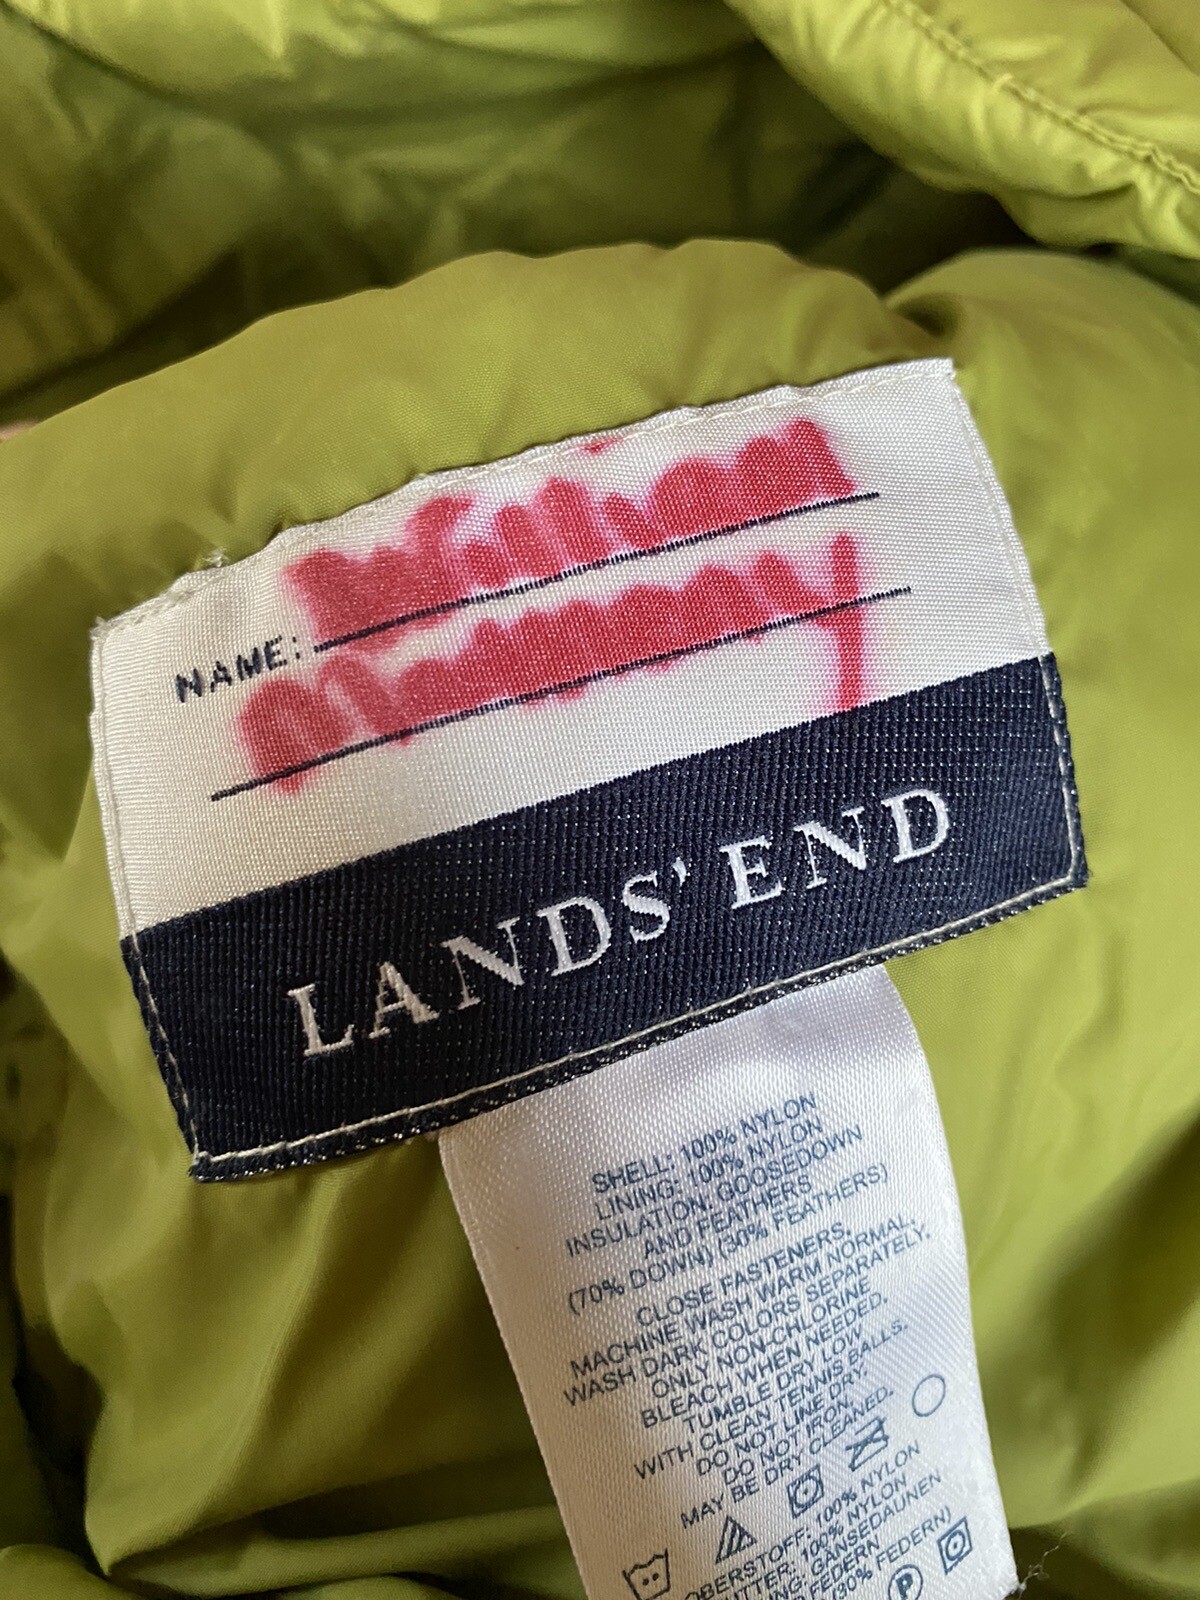 NAME:
LANDS' END
SHELL: 100% NYLON
LINING: 100% NYLON
INSULATION: GOOSEDOWN
AND FEATHERS
(70% DOWN) (30% FEATHERS)
CLOSE FASTENERS.
MACHINE WASH WARM NORMAL.
WASH DARK COLORS SEPARATELY.
ONLY NON-CHLORINE
BLEACH WHEN NEEDED.
TUMBLE DRY LOW
WITH CLEAN TENNIS BALLS.
DO NOT LINE DRY.
DO NOT IRON.
MAY BE DRY CLEANED.
OBERSTOFF: 100% NYLON
100% NYLON
GÄNSEDAUNEN
FEDERN
(30% FEDERN)
P